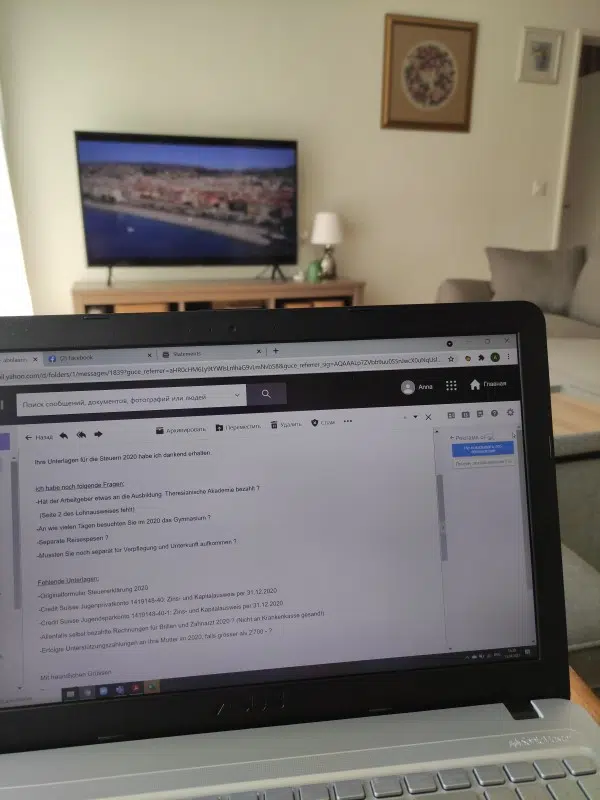 (2) Facebook
Statements
Anna
Главная
Поиск сообщений, документов, фотографий или людей
Назад
Архивировать
Переместить
Удалить
Спам
Ihre Unterlagen für die Steuern 2020 habe ich dankend erhalten.
Ich habe noch folgende Fragen:
-Hat der Arbeitgeber etwas an die Ausbildung Theresianische Akademie bezahlt ?
(Seite 2 des Lohnausweises fehlt)
-An wie vielen Tagen besuchten Sie im 2020 das Gymnasium ?
-Separate Reisespesen ?
-Mussten Sie noch separat für Verpflegung und Unterkunft aufkommen ?
Fehlende Unterlagen:
-Originalformular Steuererklärung 2020
-Credit Suisse Jugenprivatkonto 1419148-40: Zins- und Kapitalausweis per 31.12.2020
-Credit Suisse Jugendsparkonto 1419148-40-1: Zins- und Kapitalausweis per 31.12.2020
-Allenfalls selbst bezahlte Rechnungen für Brillen und Zahnarzt 2020 ? (Nicht an Krankenkasse gesandt)
-Erfolgte Unterstützungszahlungen an Ihre Mutter im 2020, falls grösser als 2'700.- ?
Mit freundlichen Grüssen